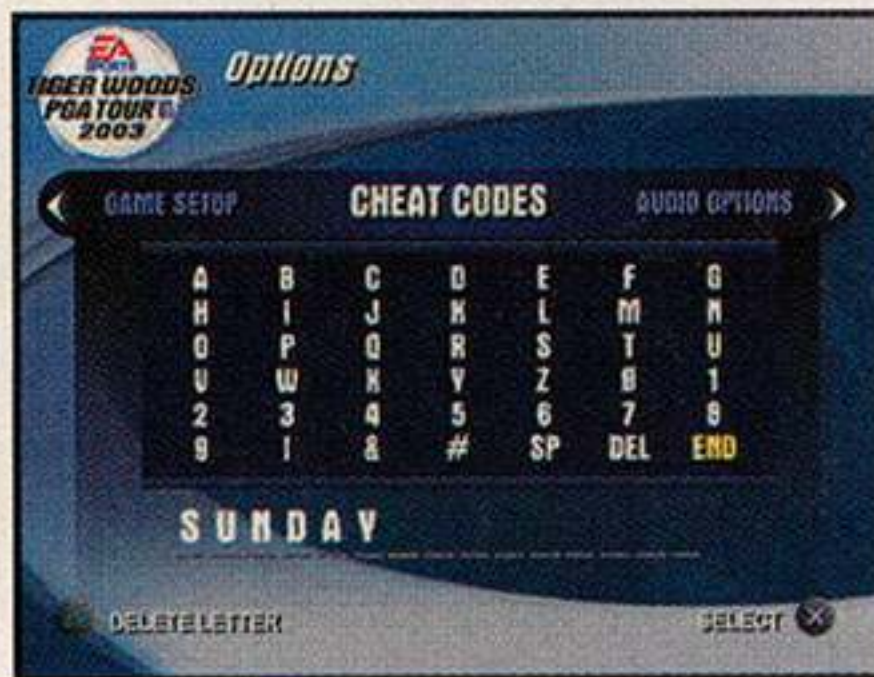 EA
SPORTS
TIGER WOODS
PGA TOUR
2003
Options
GAME SETUP CHEAT CODES AUDIO OPTIONS
A B C D E F G
H I J K L M N
O P Q R S T U
V W X Y Z 0 1
2 3 4 5 6 7 8
9 ! & # SP DEL END
SUNDAY
DELETE LETTER SELECT